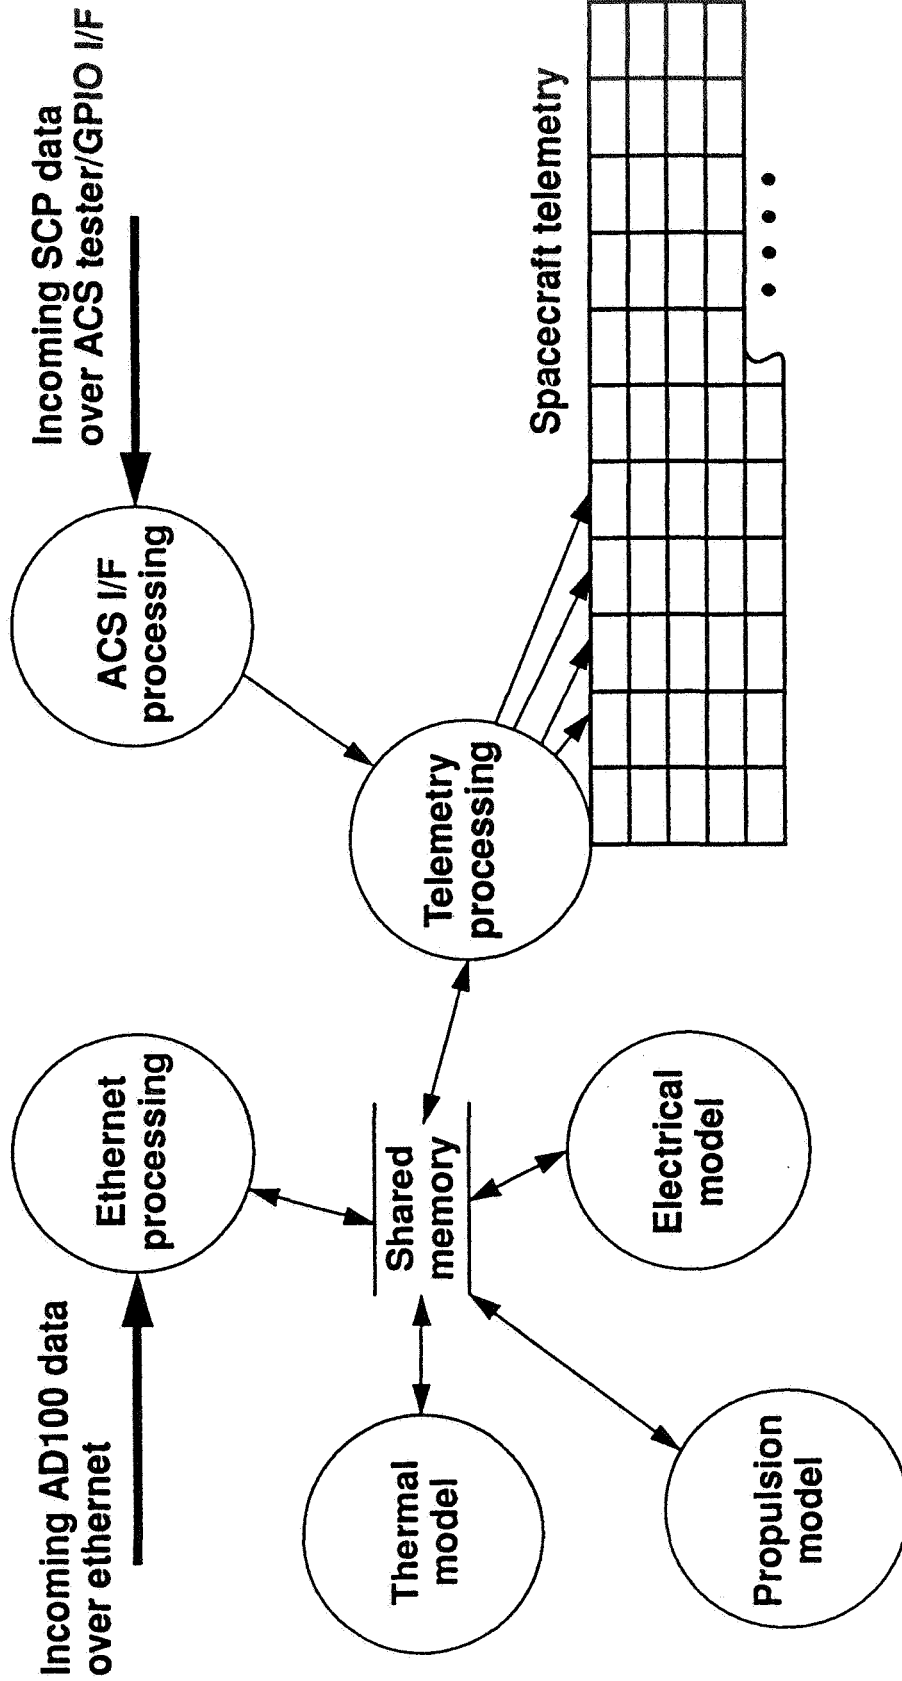 Incoming AD100 data
over ethernet
Ethernet
processing
Incoming SCP data
over ACS tester/GPIO I/F
ACS I/F
processing
Thermal
model
Shared
memory
Telemetry
processing
Spacecraft telemetry
Propulsion
model
Electrical
model